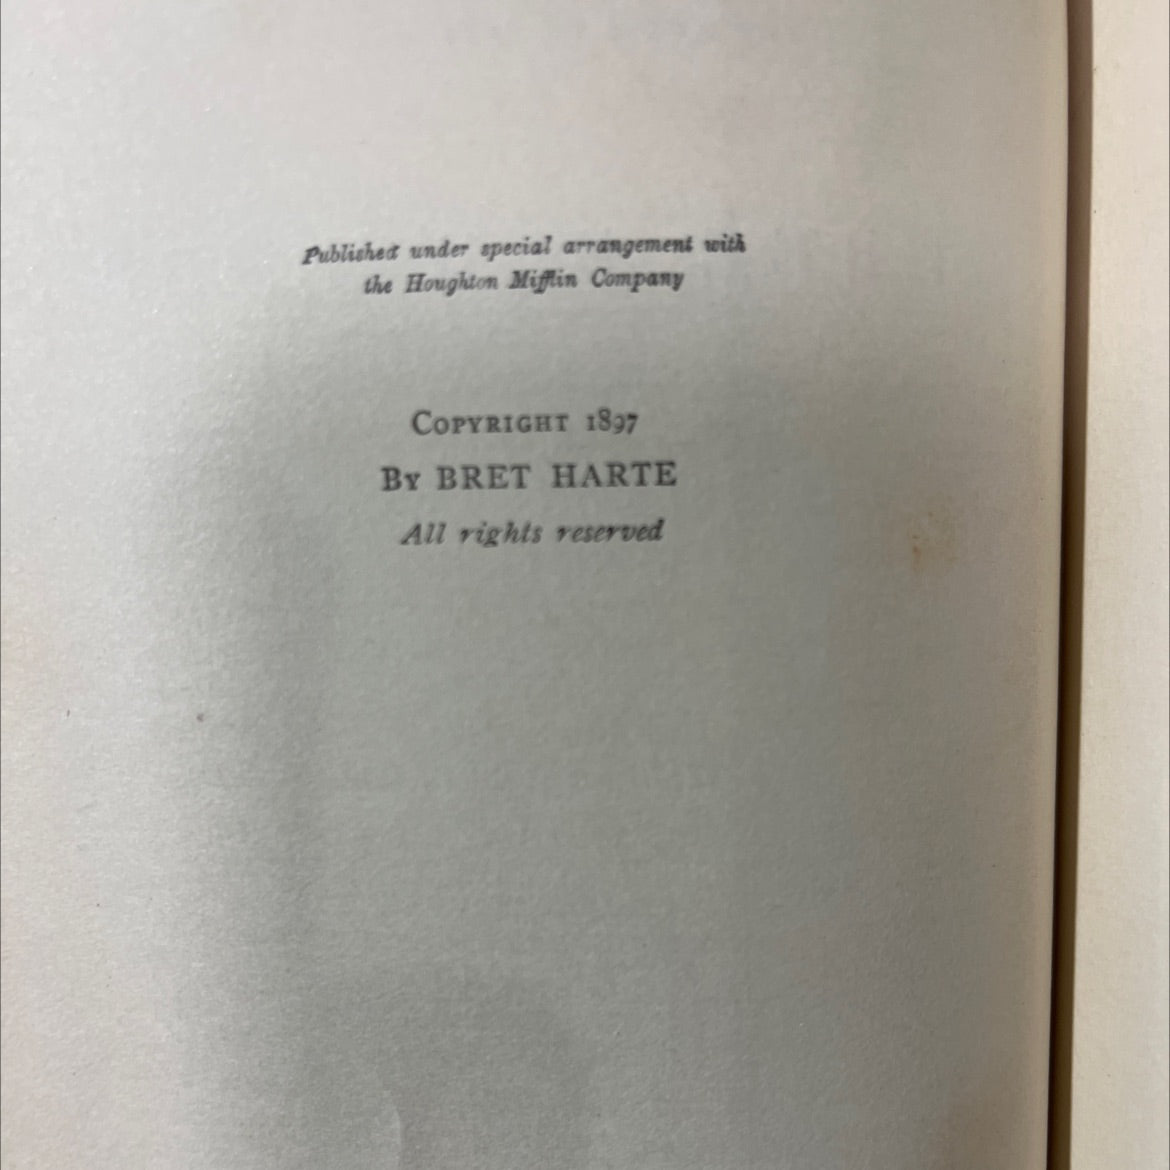 Published under special arrangement with
the Houghton Mifflin Company
COPYRIGHT 1897
BY BRET HARTE
All rights reserved